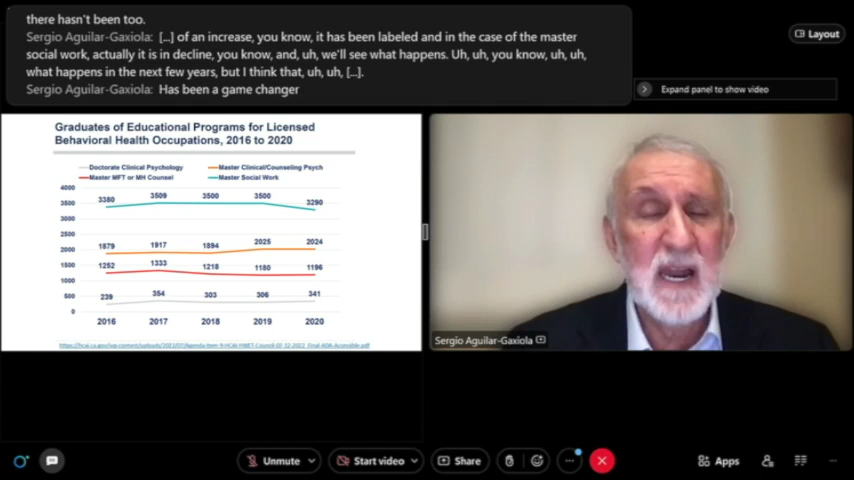 there hasn't been too.
Sergio Aguilar-Gaxiola: [...] of an increase, you know, it has been labeled and in the case of the master
social work, actually it is in decline, you know, and, uh, we'll see what happens. Uh, uh, you know, uh, uh,
what happens in the next few years, but I think that, uh, uh, [...].
Sergio Aguilar-Gaxiola: Has been a game changer
Layout
Expand panel to show video
Graduates of Educational Programs for Licensed
Behavioral Health Occupations, 2016 to 2020
Doctorate Clinical Psychology Master Clinical/Counseling Psych
Master MFT or MH Counsel Master Social Work
4000
3500
3000
2500
2000
1500
1000
500
0
3380 3509 3500 3500 3290
1879 1917 1894 2025 2024
1252 1333 1218 1180 1196
239 354 303 306 341
2016 2017 2018 2019 2020
Sergio Aguilar-Gaxiola
Unmute
Start video
Share
Apps